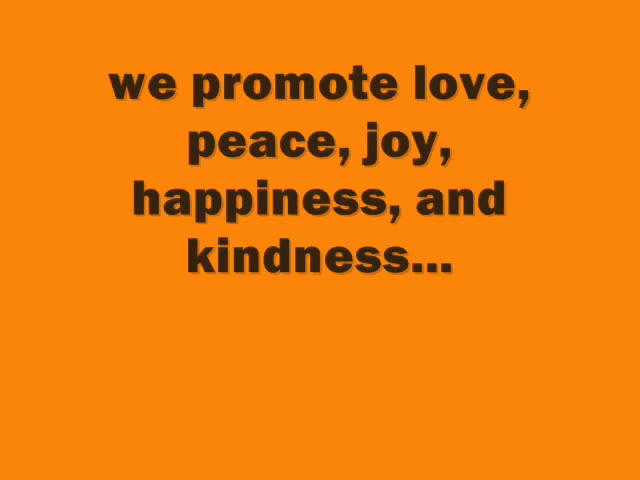 we promote love,
peace, joy,
happiness, and
kindness...